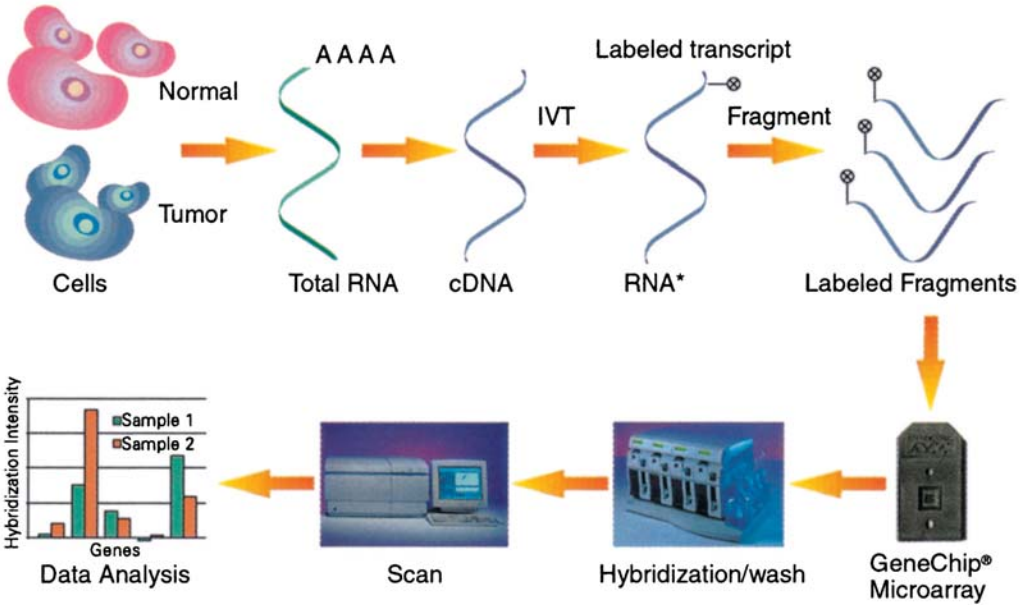 A A A A
Labeled transcript
Normal
IVT
Fragment
Tumor
Cells
Total RNA
cDNA
RNA*
Labeled Fragments
Hybridization Intensity
Sample 1
Sample 2
Genes
Data Analysis
Scan
Hybridization/wash
GeneChip®
Microarray